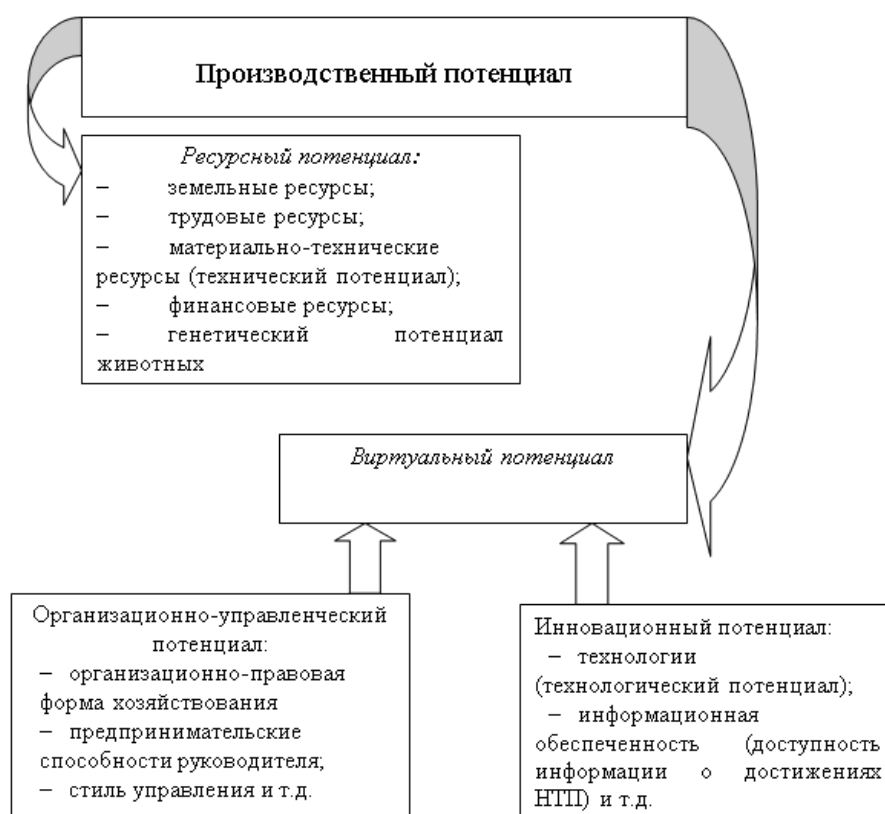 Производственный потенциал
Ресурсный потенциал:
– земельные ресурсы;
– трудовые ресурсы;
– материально-технические
ресурсы (технический потенциал);
– финансовые ресурсы;
– генетический потенциал
животных
Виртуальный потенциал
Организационно-управленческий
потенциал:
– организационно-правовая
форма хозяйствования
– предпринимательские
способности руководителя;
– стиль управления и т.д.
Инновационный потенциал:
– технологии
(технологический потенциал);
– информационная
обеспеченность (доступность
информации о достижениях
НТП) и т.д.